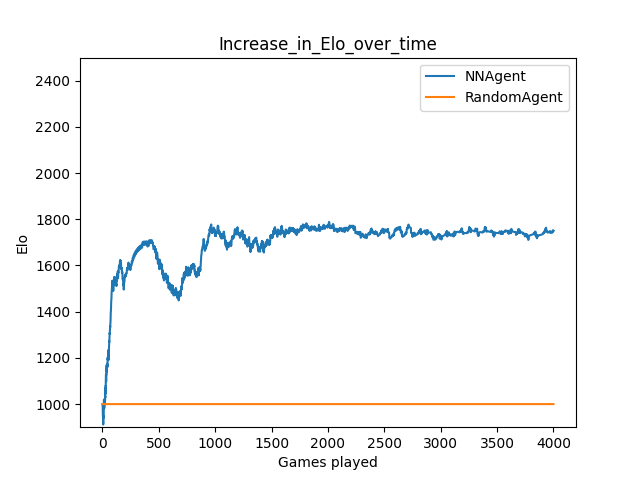 Increase_in_Elo_over_time
NNAgent
RandomAgent
2400
2200
2000
1800
1600
1400
1200
1000
Elo
0 500 1000 1500 2000 2500 3000 3500 4000
Games played